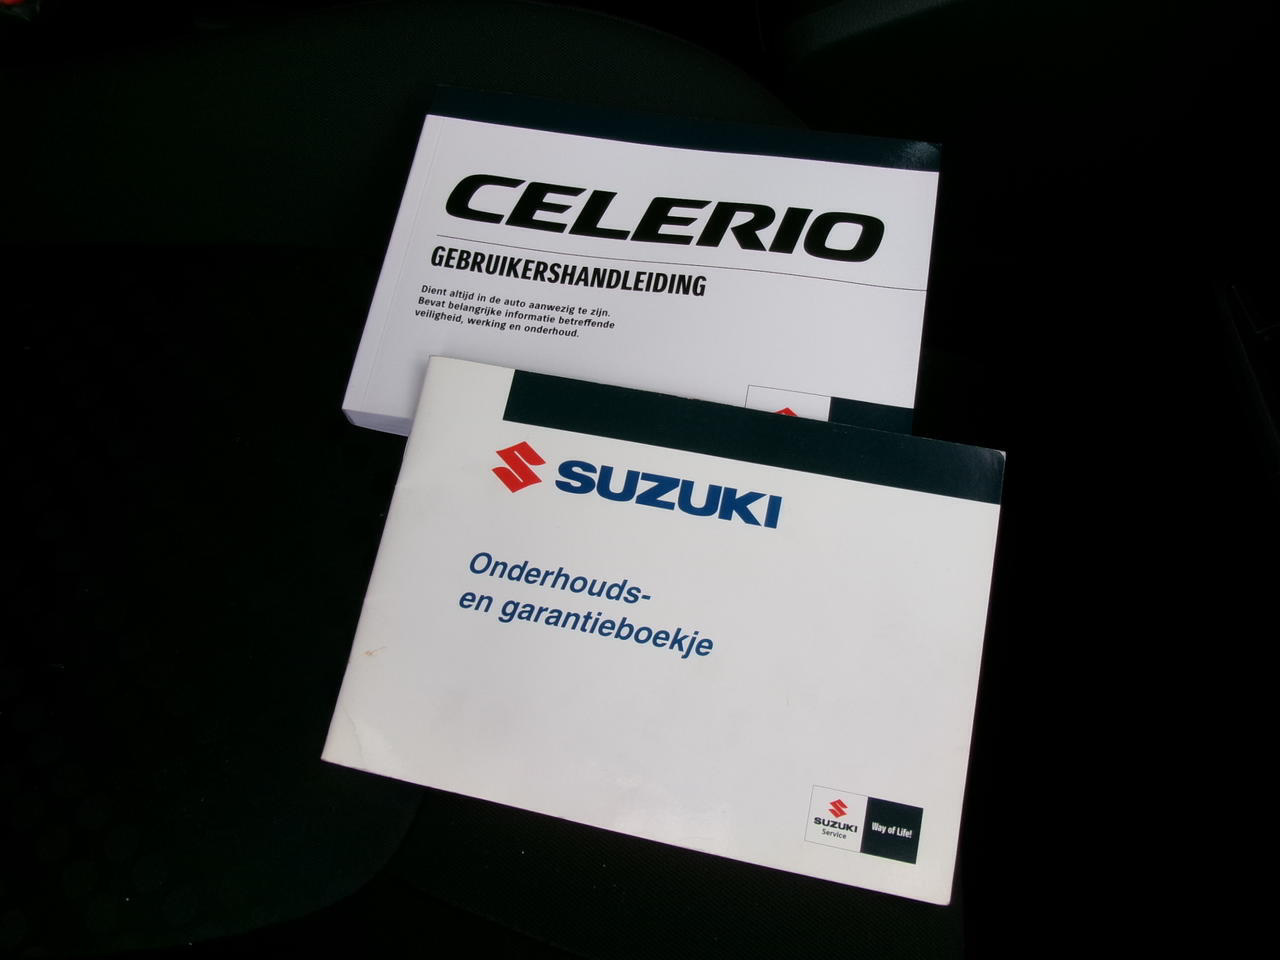 CELERIO
GEBRUIKERSHANDLEIDING
Dient altijd in de auto aanwezig te zijn.
Bevat belangrijke informatie betreffende
veiligheid, werking en onderhoud.
SUZUKI
Onderhouds-
en garantieboekje
SUZUKI
Service
Way of Life!